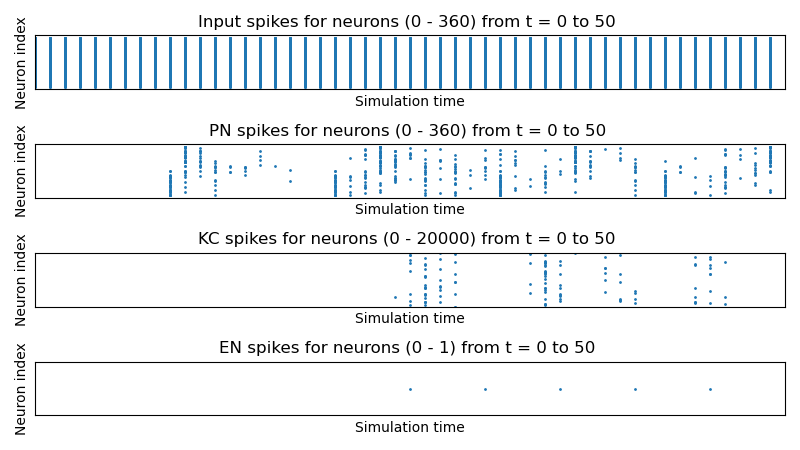 Input spikes for neurons (0 - 360) from t = 0 to 50
Neuron index
Simulation time
PN spikes for neurons (0 - 360) from t = 0 to 50
Neuron index
Simulation time
KC spikes for neurons (0 - 20000) from t = 0 to 50
Neuron index
Simulation time
EN spikes for neurons (0 - 1) from t = 0 to 50
Neuron index
Simulation time